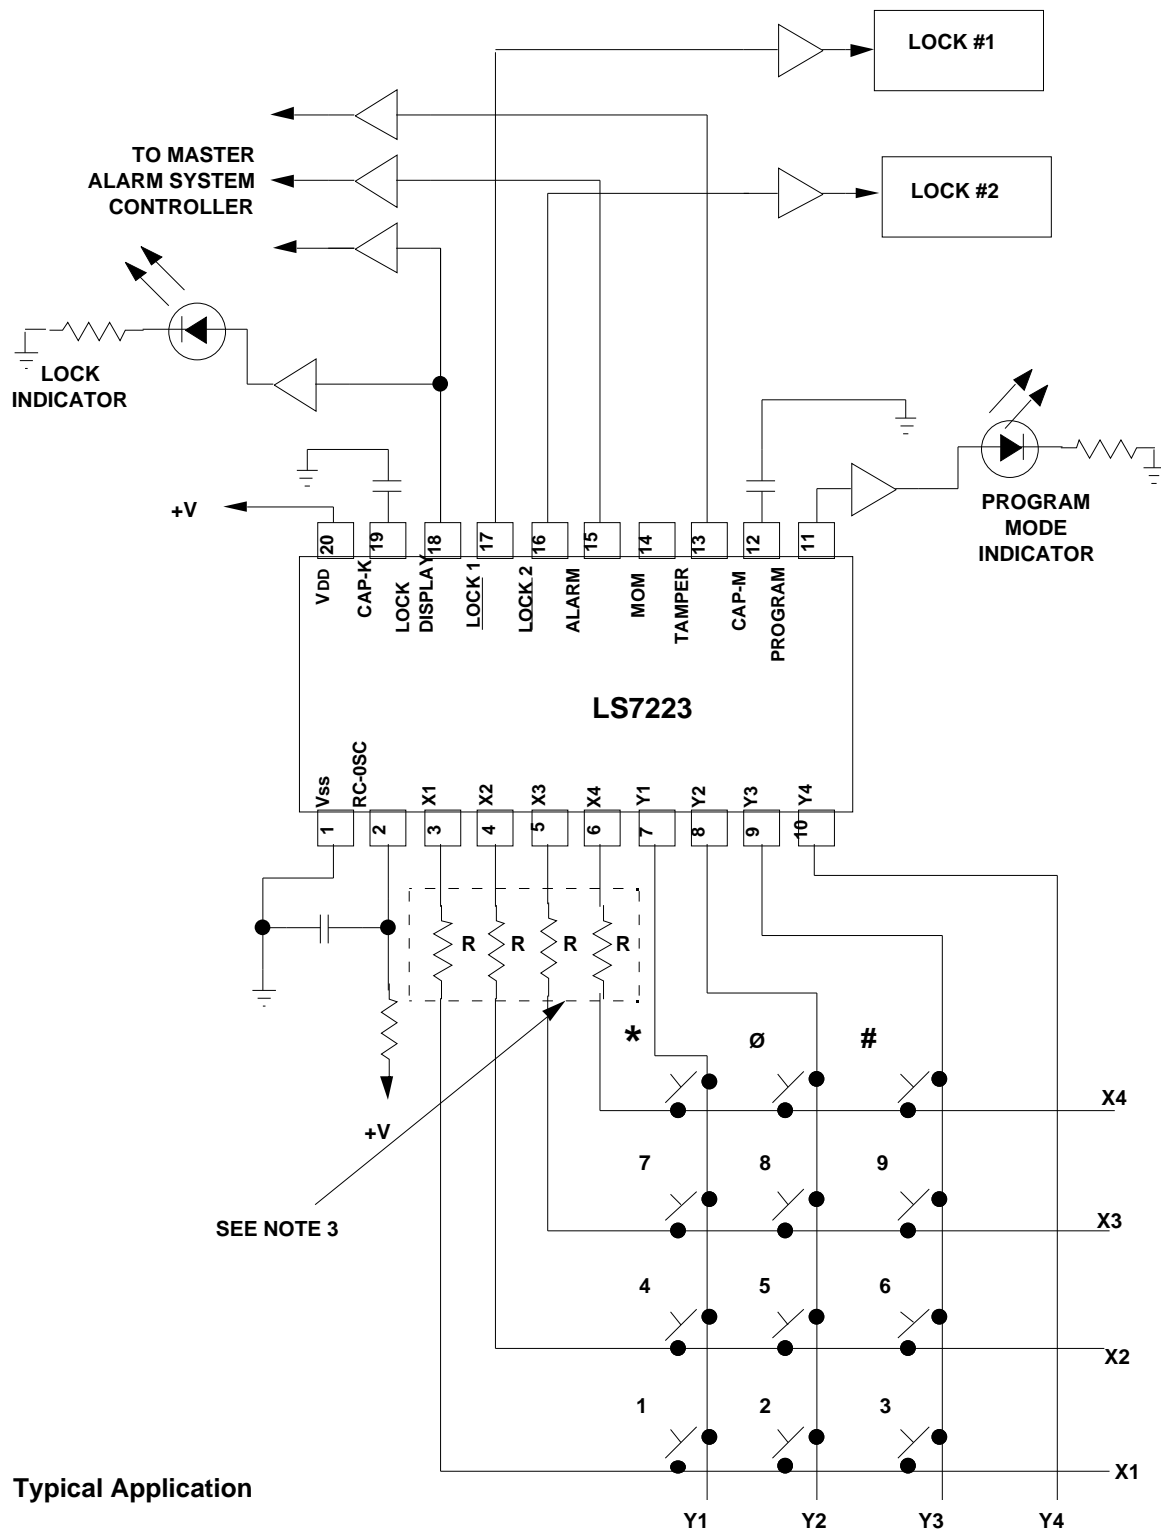 LOCK #1
TO MASTER
ALARM SYSTEM
CONTROLLER
LOCK #2
LOCK
INDICATOR
+V
PROGRAM
MODE
INDICATOR
20 19 18 17 16 15 14 13 12 11
VDD
CAP-K
LOCK
DISPLAY
LOCK 1
LOCK 2
ALARM
MOM
TAMPER
CAP-M
PROGRAM
LS7223
Vss
RC-0SC
X1
X2
X3
X4
Y1
Y2
Y3
Y4
1 2 3 4 5 6 7 8 9 10
R R R R
* Ø #
X4
+V
7 8 9
SEE NOTE 3
X3
4 5 6
X2
1 2 3
X1
Typical Application
Y1 Y2 Y3 Y4